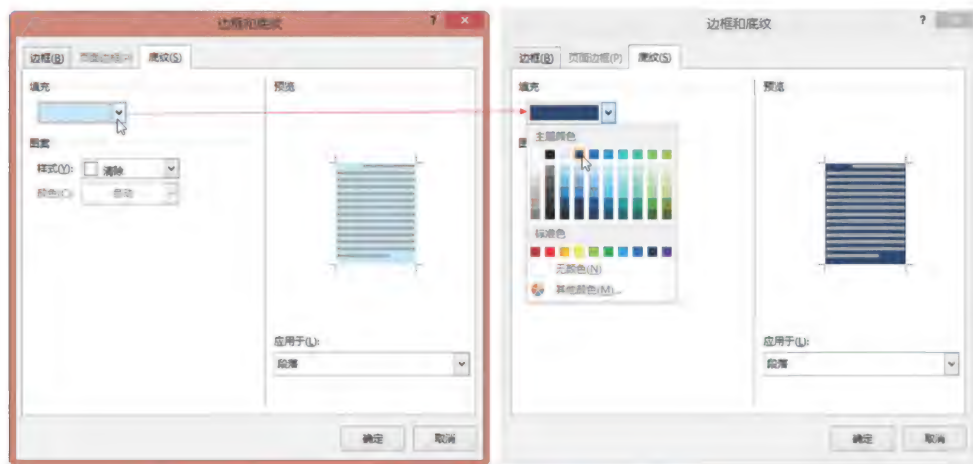 边框和底纹
?
×
边框(B)
页面边框(P)
底纹(S)
填充
图案
样式(Y):
清除
颜色(C):
自动
预览
应用于(L):
段落
确定
取消
边框和底纹
?
边框(B)
页面边框(P)
底纹(S)
填充
主题颜色
标准色
无颜色(N)
其他颜色(M)...
预览
应用于(L):
段落
确定
取消